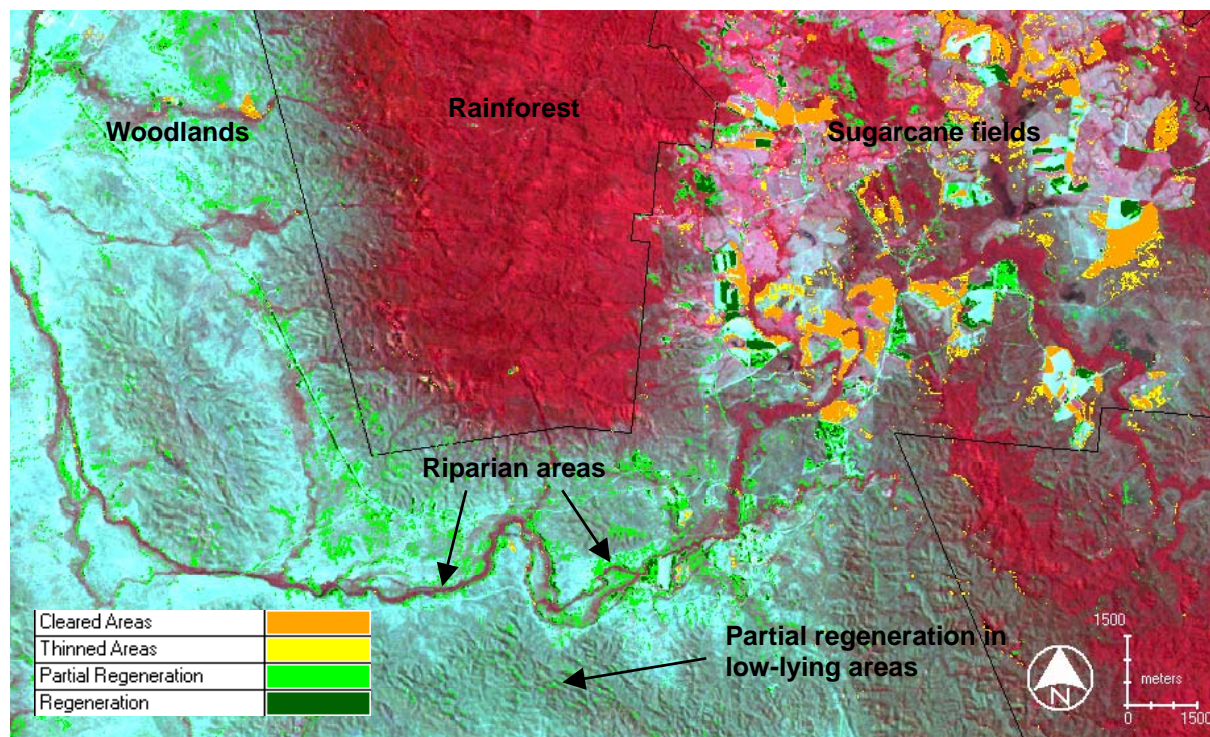 Rainforest
Woodlands
Sugarcane fields
Riparian areas
Cleared Areas
Thinned Areas
Partial Regeneration
Regeneration
Partial regeneration in
low-lying areas
N
1500
meters
0 1500